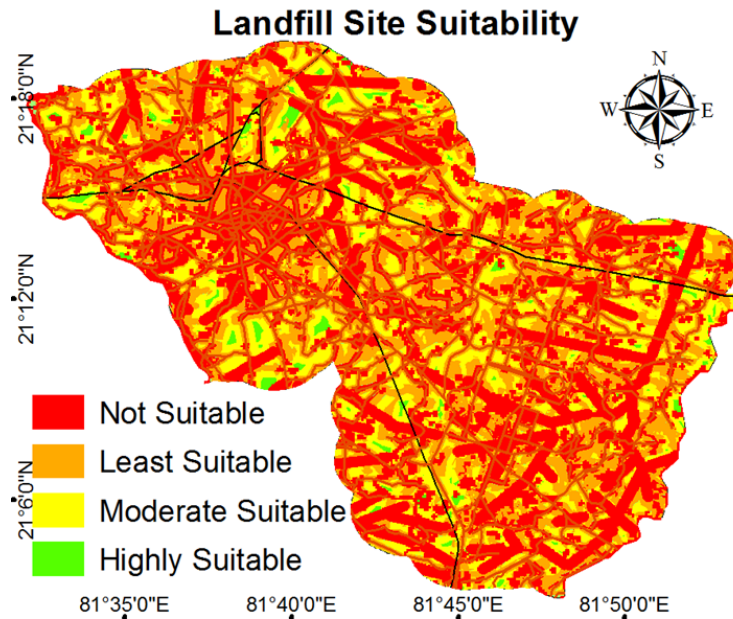 Landfill Site Suitability
N
W E
S
21°18'0"N
21°12'0"N
21°6'0"N
Not Suitable
Least Suitable
Moderate Suitable
Highly Suitable
81°35'0"E 81°40'0"E 81°45'0"E 81°50'0"E